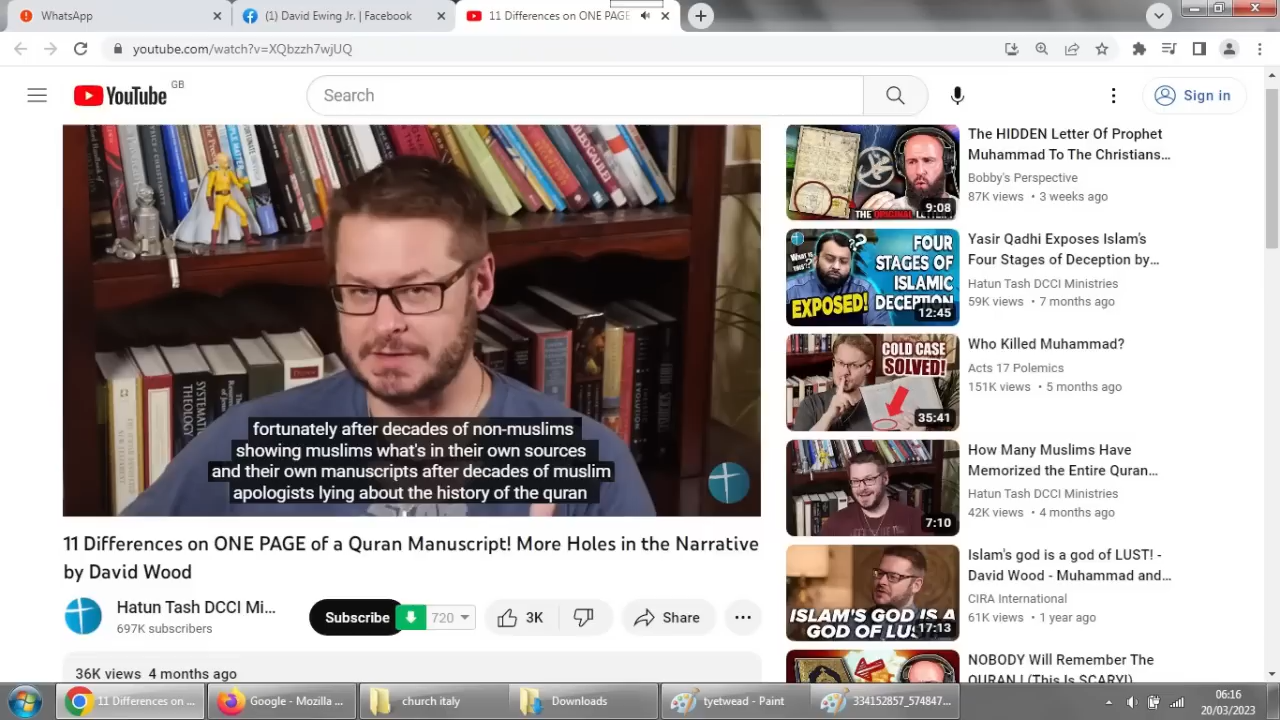 WhatsApp
(1) David Ewing Jr. | Facebook
11 Differences on ONE PAGE
youtube.com/watch?v=XQbzzh7wjUQ
YouTube
GB
Search
Sign in
fortunately after decades of non-muslims
showing muslims what's in their own sources
and their own manuscripts after decades of muslim
apologists lying about the history of the quran
SYSTEMATIC
THEOLOGY
11 Differences on ONE PAGE of a Quran Manuscript! More Holes in the Narrative
by David Wood
Hatun Tash DCCI Mi...
697K subscribers
Subscribe
720
3K
Share
36K views 4 months ago
The HIDDEN Letter Of Prophet
Muhammad To The Christians...
Bobby's Perspective
87K views • 3 weeks ago
9:08
Yasir Qadhi Exposes Islam's
Four Stages of Deception by...
Hatun Tash DCCI Ministries
59K views • 7 months ago
WHAT IS THIS?
??
FOUR
STAGES OF
ISLAMIC
DECEPTION
EXPOSED!
12:45
Who Killed Muhammad?
Acts 17 Polemics
151K views • 5 months ago
COLD CASE
SOLVED!
35:41
How Many Muslims Have
Memorized the Entire Quran...
Hatun Tash DCCI Ministries
42K views • 4 months ago
7:10
Islam's god is a god of LUST! -
David Wood - Muhammad and...
CIRA International
61K views • 1 year ago
ISLAM'S GOD IS A
GOD OF LUS
17:13
NOBODY Will Remember The
QURAN ! (This Is SCARY!)
11 Differences on ...
Google - Mozilla ...
church italy
Downloads
tyetwead - Paint
334152857_574847...
06:16
20/03/2023